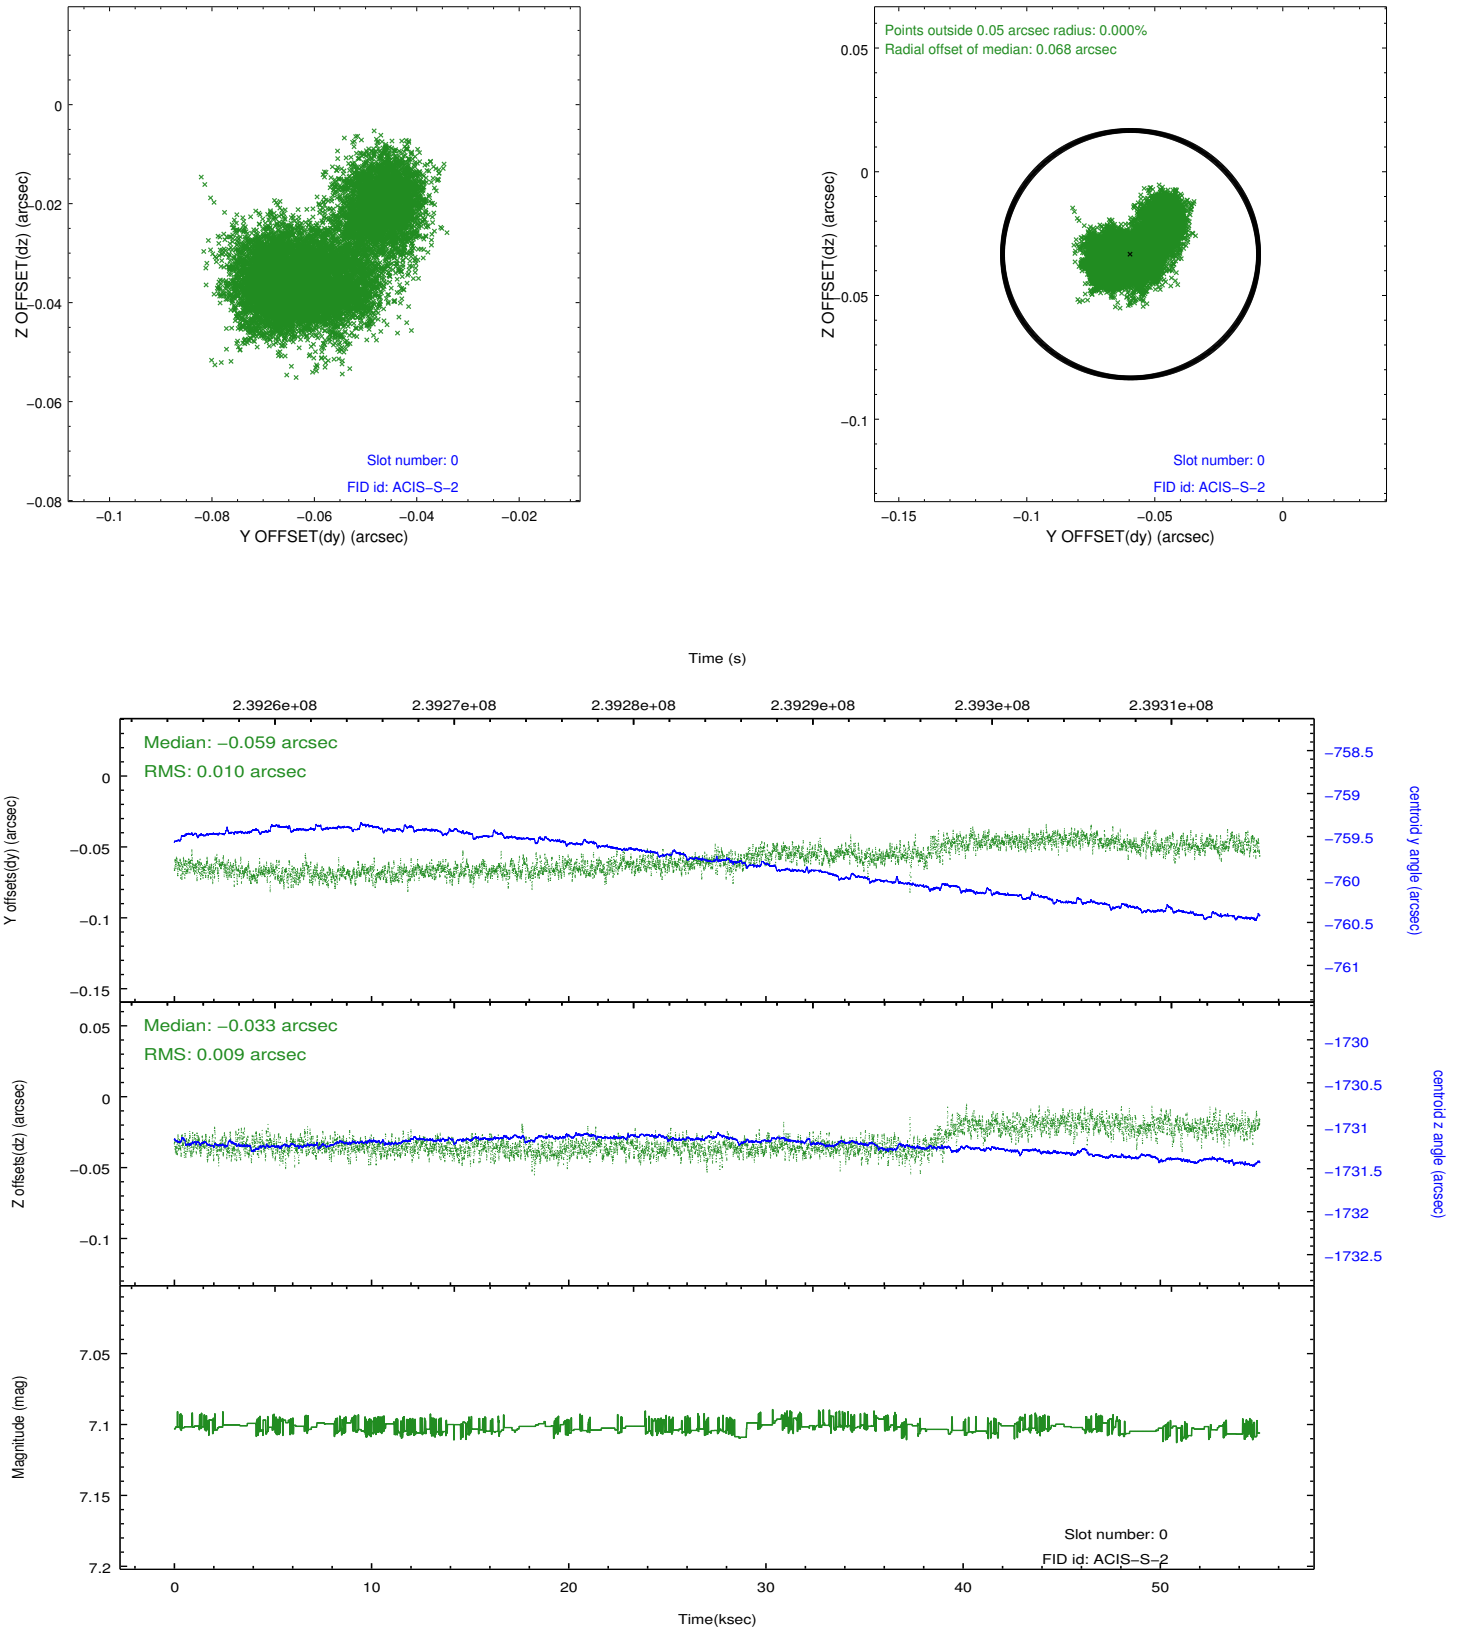 0
−0.02
−0.04
−0.06
−0.08
Z OFFSET(dz) (arcsec)
Slot number: 0
FID id: ACIS−S−2
−0.1
−0.08
−0.06
−0.04
−0.02
Y OFFSET(dy) (arcsec)
Points outside 0.05 arcsec radius: 0.000%
Radial offset of median: 0.068 arcsec
0.05
0
−0.05
−0.1
Z OFFSET(dz) (arcsec)
Slot number: 0
FID id: ACIS−S−2
−0.15
−0.1
−0.05
0
Y OFFSET(dy) (arcsec)
Time (s)
2.3926e+08
2.3927e+08
2.3928e+08
2.3929e+08
2.393e+08
2.3931e+08
Median: −0.059 arcsec
RMS: 0.010 arcsec
0
−0.05
−0.1
−0.15
Y offsets(dy) (arcsec)
−758.5
−759
−759.5
−760
−760.5
−761
centroid y angle (arcsec)
Median: −0.033 arcsec
RMS: 0.009 arcsec
0.05
0
−0.05
−0.1
Z offsets(dz) (arcsec)
−1730
−1730.5
−1731
−1731.5
−1732
−1732.5
centroid z angle (arcsec)
7.05
7.1
7.15
7.2
Magnitude (mag)
Slot number: 0
FID id: ACIS−S−2
0
10
20
30
40
50
Time(ksec)